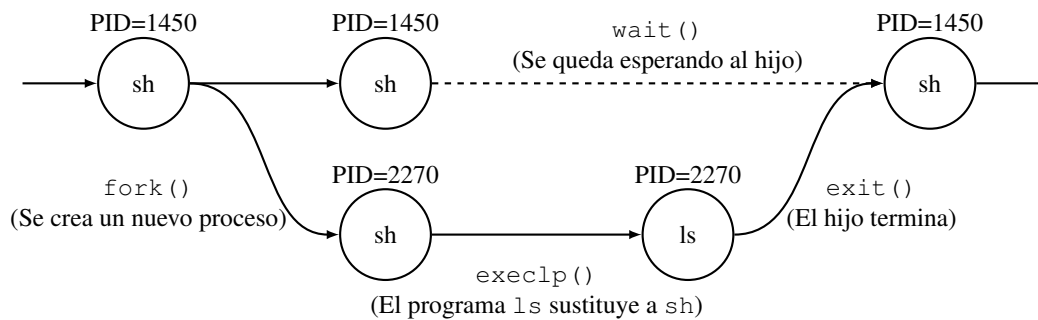 PID=1450
PID=1450
PID=1450
wait()
(Se queda esperando al hijo)
sh
sh
sh
PID=2270
PID=2270
fork()
(Se crea un nuevo proceso)
exit()
(El hijo termina)
sh
ls
execlp()
(El programa ls sustituye a sh)